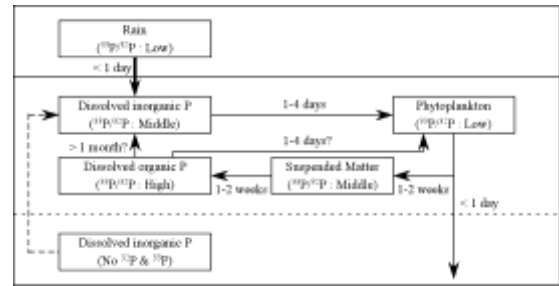 Rain
(³³P/³²P : Low)
< 1 day
Dissolved inorganic P
(³³P/³²P : Middle)
1-4 days
Phytoplankton
(³³P/³²P : Low)
> 1 month?
1-4 days?
Dissolved organic P
(³³P/³²P : High)
1-2 weeks
Suspended Matter
(³³P/³²P : Middle)
1-2 weeks
< 1 day
Dissolved inorganic P
(No ³²P & ³³P)